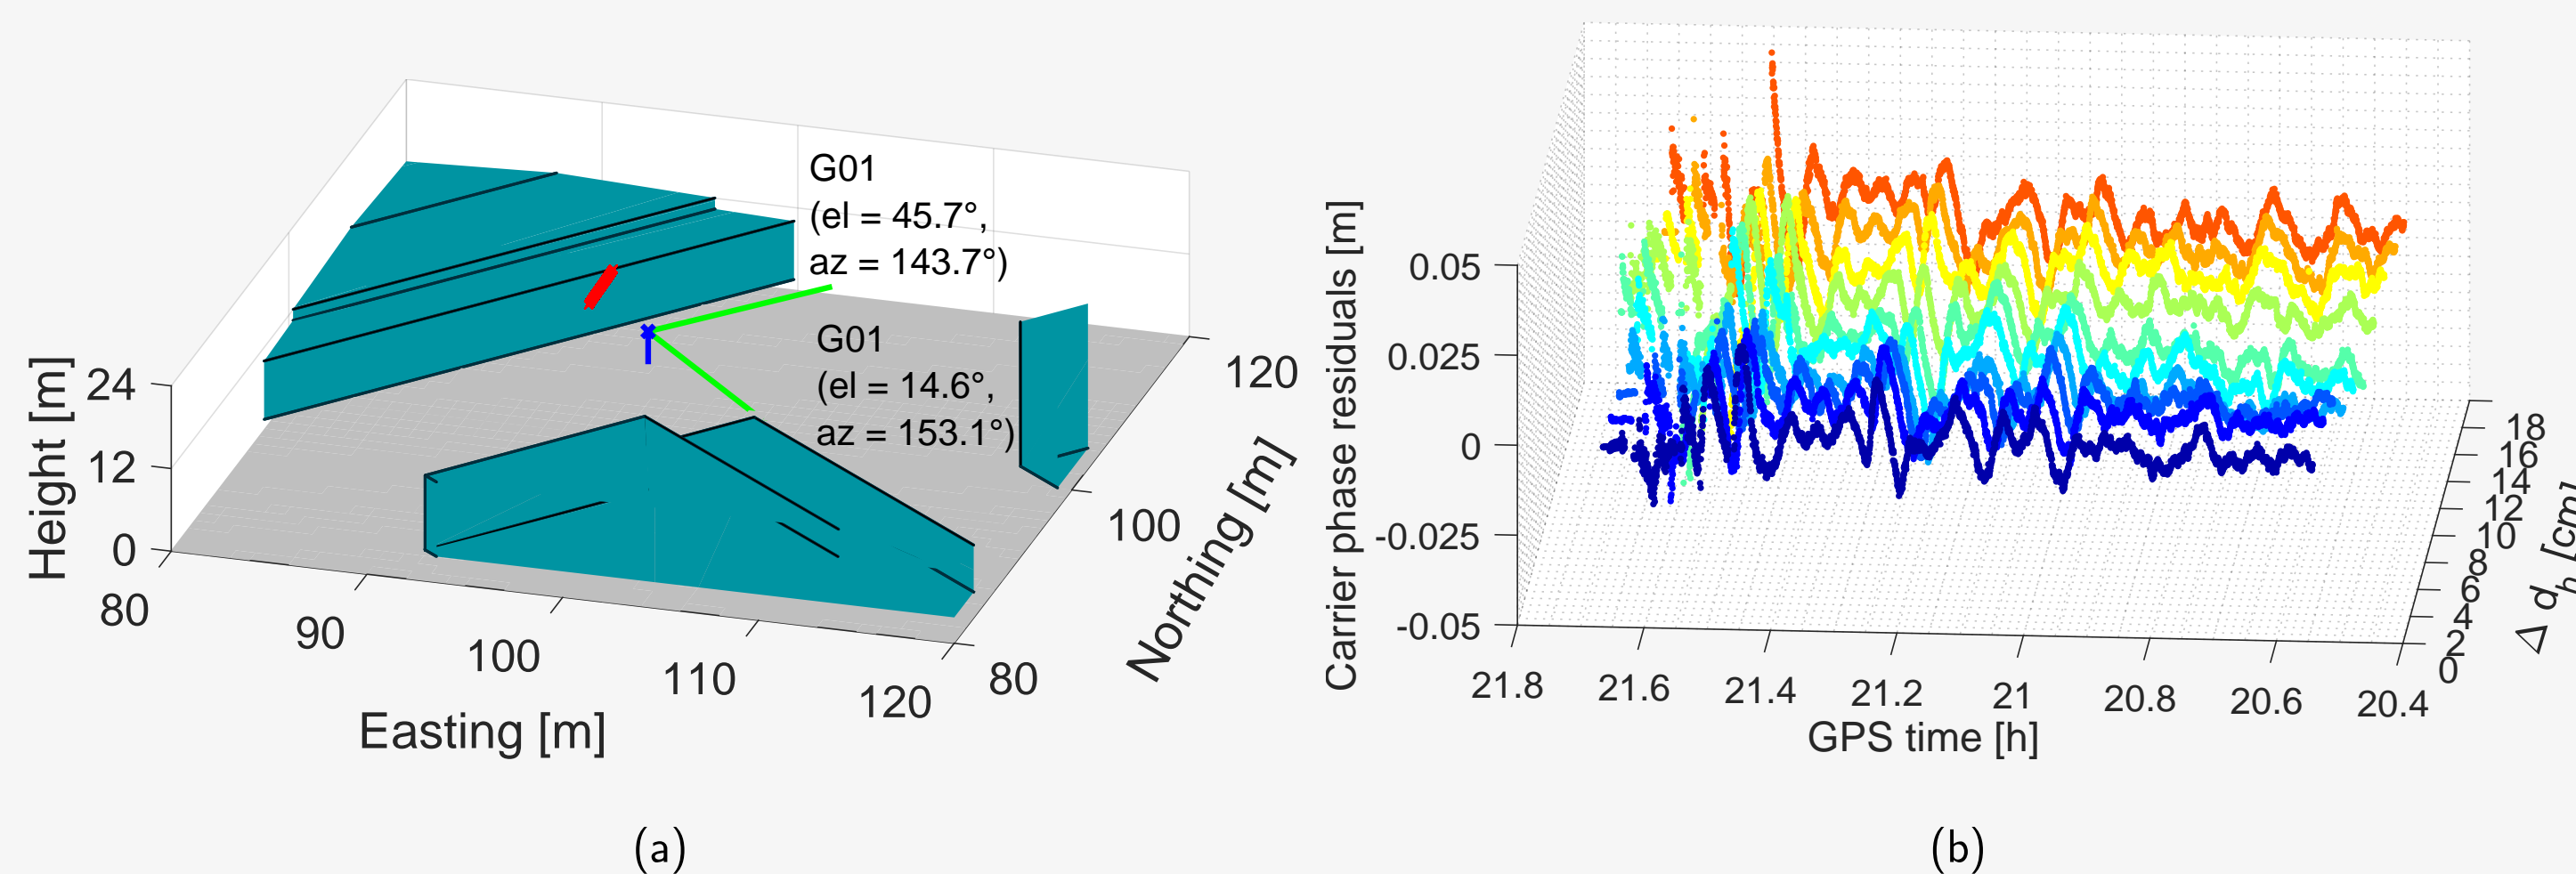 G01
(el = 45.7°,
az = 143.7°)
G01
(el = 14.6°,
az = 153.1°)
Height [m]
24
12
0
80
90
100
110
120
Easting [m]
80
100
120
Northing [m]
(a)
Carrier phase residuals [m]
0.05
0.025
0
-0.025
-0.05
21.8
21.6
21.4
21.2
21
20.8
20.6
20.4
GPS time [h]
18
16
14
12
10
8
6
4
2
0
Δ d h [cm]
(b)